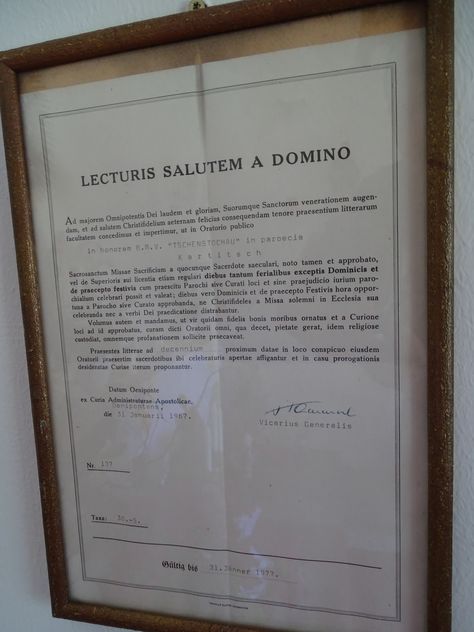 LECTURIS SALUTEM A DOMINO
Ad majorem Omnipotentis Dei laudem et gloriam, Suorumque Sanctorum venerationem augen-
dam, et ad salutem Christifidelium aeternam felicius consequendam tenore praesentium litterarum
facultatem concedimus et impertimur, ut in Oratorio publico
in honorem B.M.V. "TSCHENSTOCHAU" in paroecia
Kartitsch
Sacrosanctum Missae Sacrificium a quocunque Sacerdote saeculari, noto tamen et approbato,
vel de Superioris sui licentia etiam regulari diebus tantum ferialibus exceptis Dominicis et
de praecepto festivis cum praescitu Parochi sive Curati loci et sine praejudicio iurium paro-
chialium celebrari possit et valeat; diebus vero Dominicis et de praecepto Festivis hora oppor-
tuna a Parocho sive Curato approbanda, ne Christifideles a Missa solemni in Ecclesia sua
celebranda nec a verbi Dei praedicatione distrahantur.
Volumus autem et mandamus, ut vir quidam fidelis bonis moribus ornatus et a Curione
loci ad id approbatus, curam dicti Oratorii omni, qua decet, pietate gerat, idem religiose
custodiat, omnemque profanationem sollicite praecaveat.
Praesentes litterae ad decennium proximum datae in loco conspicuo eiusdem
Oratorii praesertim sacerdotibus ibi celebraturis apertae affigantur et in casu prorogationis
desideratae Curiae iterum proponantur.
Datum Oeniponte
ex Curia Administraturae Apostolicae,
Oenipontens,
die 31 Januarii 1967.
Vicarius Generalis
Nr. 137
Taxa: 30.-S.
Gültig bis 31.Jänner 1977.